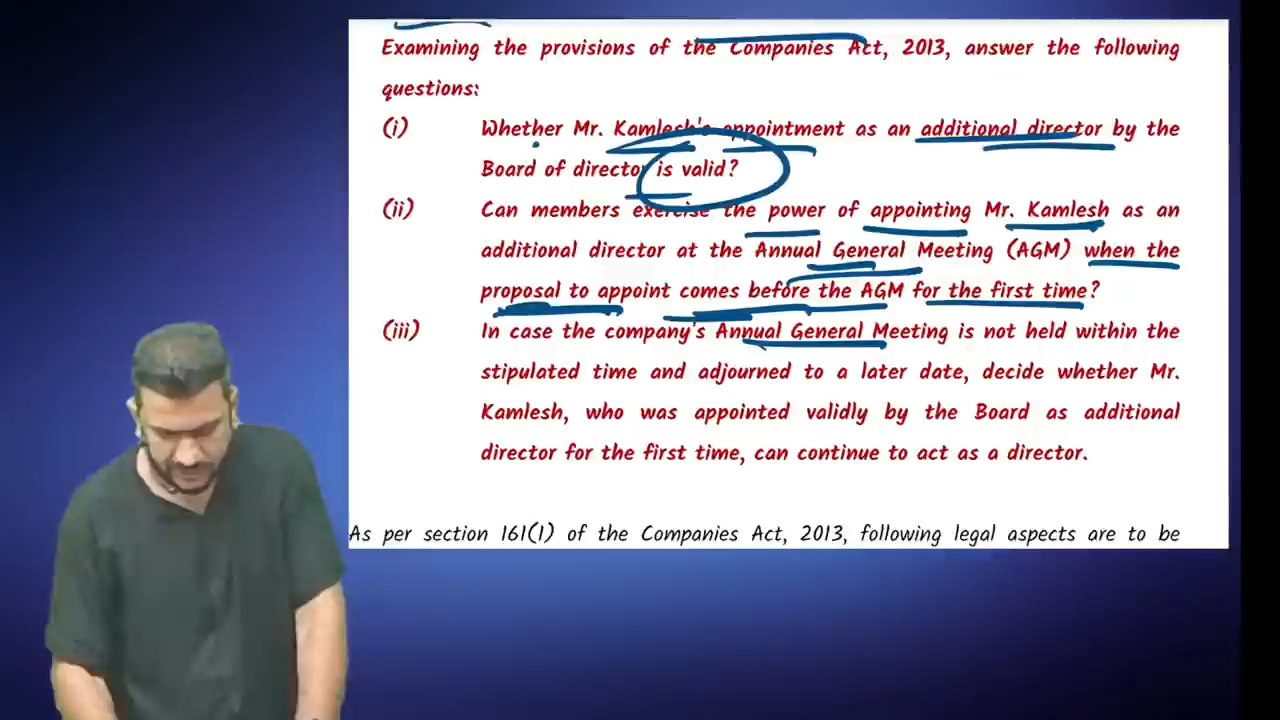 Examining the provisions of the Companies Act, 2013, answer the following
questions:
(i) Whether Mr. Kamlesh's appointment as an additional director by the
Board of director is valid?
(ii) Can members exercise the power of appointing Mr. Kamlesh as an
additional director at the Annual General Meeting (AGM) when the
proposal to appoint comes before the AGM for the first time?
(iii) In case the company's Annual General Meeting is not held within the
stipulated time and adjourned to a later date, decide whether Mr.
Kamlesh, who was appointed validly by the Board as additional
director for the first time, can continue to act as a director.
As per section 161(1) of the Companies Act, 2013, following legal aspects are to be